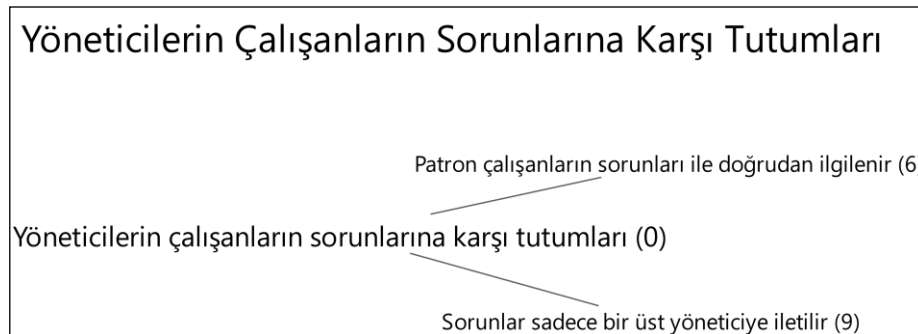 Yöneticilerin Çalışanların Sorunlarına Karşı Tutumları
Patron çalışanların sorunları ile doğrudan ilgilenir (6)
Yöneticilerin çalışanların sorunlarına karşı tutumları (0)
Sorunlar sadece bir üst yöneticiye iletilir (9)